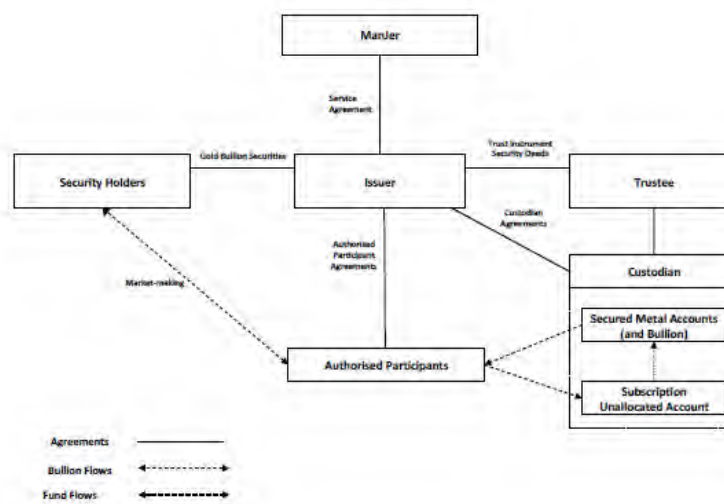 ManJer
Service
Agreement
Gold Bullion Securities
Trust Instrument
Security Deeds
Security Holders
Issuer
Trustee
Custodian
Agreements
Authorised
Participant
Agreements
Market-making
Custodian
Secured Metal Accounts
(and Bullion)
Authorised Participants
Subscription
Unallocated Account
Agreements
Bullion Flows
Fund Flows